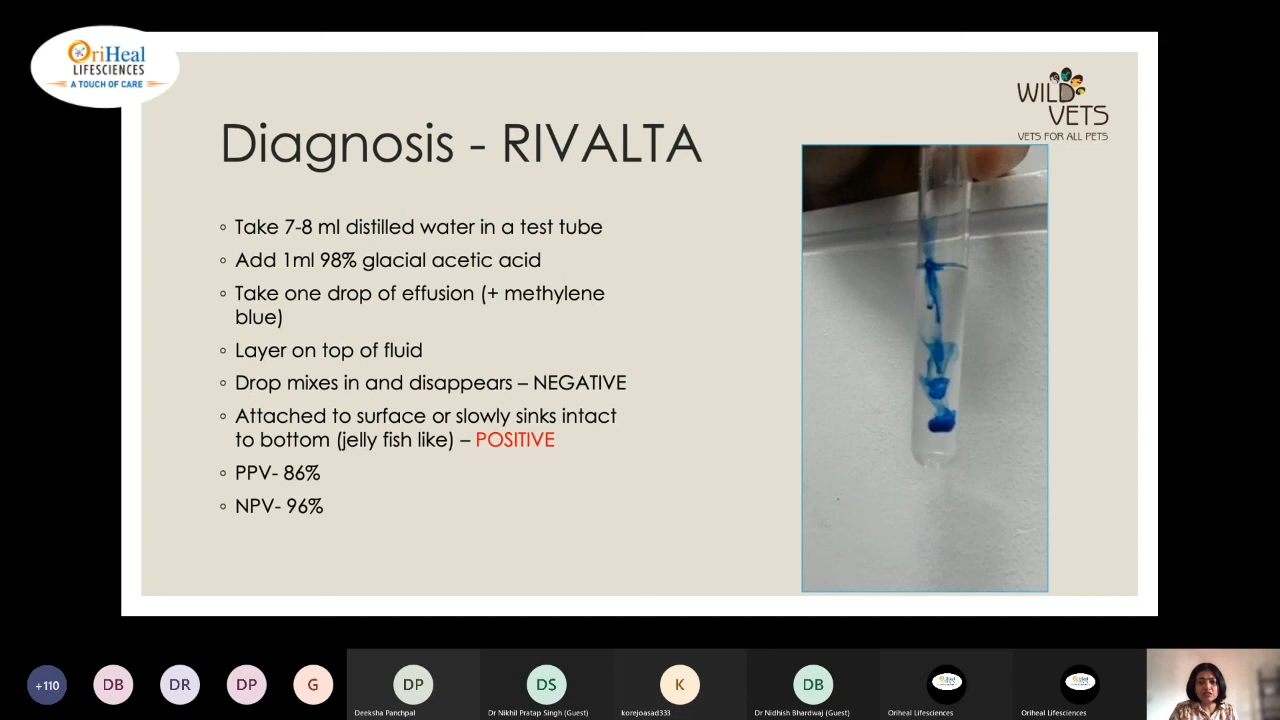 OriHeal
LIFESCIENCES
A TOUCH OF CARE
WILD
VETS
VETS FOR ALL PETS
Diagnosis - RIVALTA
◦ Take 7-8 ml distilled water in a test tube
◦ Add 1ml 98% glacial acetic acid
◦ Take one drop of effusion (+ methylene
blue)
◦ Layer on top of fluid
◦ Drop mixes in and disappears – NEGATIVE
◦ Attached to surface or slowly sinks intact
to bottom (jelly fish like) – POSITIVE
◦ PPV- 86%
◦ NPV- 96%
+110
DB
DR
DP
G
DP
DS
K
DB
Deeksha Panchpal
Dr Nikhil Pratap Singh (Guest)
korejoasad333
Dr Nidhish Bhardwaj (Guest)
Oriheal Lifesciences
Oriheal Lifesciences